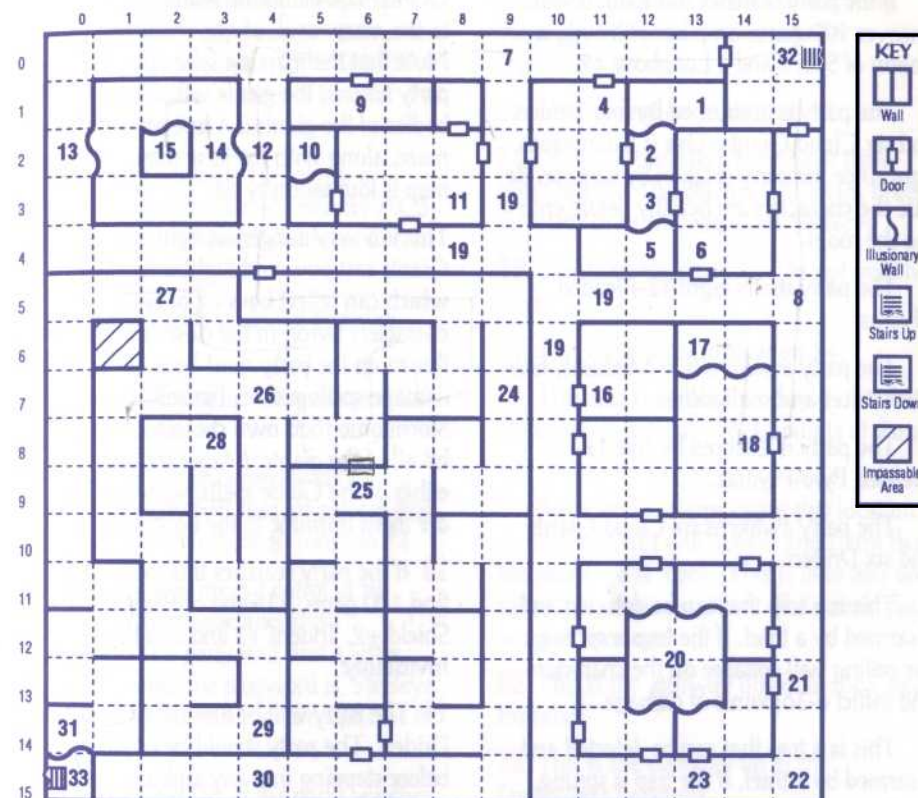 0 1 2 3 4 5 6 7 8 9 10 11 12 13 14 15
0 7 32
1 9 4 1
2 13 15 14 12 10 2
3 11 19 3
4 19 5 6
5 27 19 8
6 19 17
7 26 24 16
8 28 18
9 25
10
11
12 20
13 21
14 31 29
15 33 30 23 22
KEY
Wall
Door
Illusionary
Wall
Stairs Up
Stairs Down
Impassable
Area